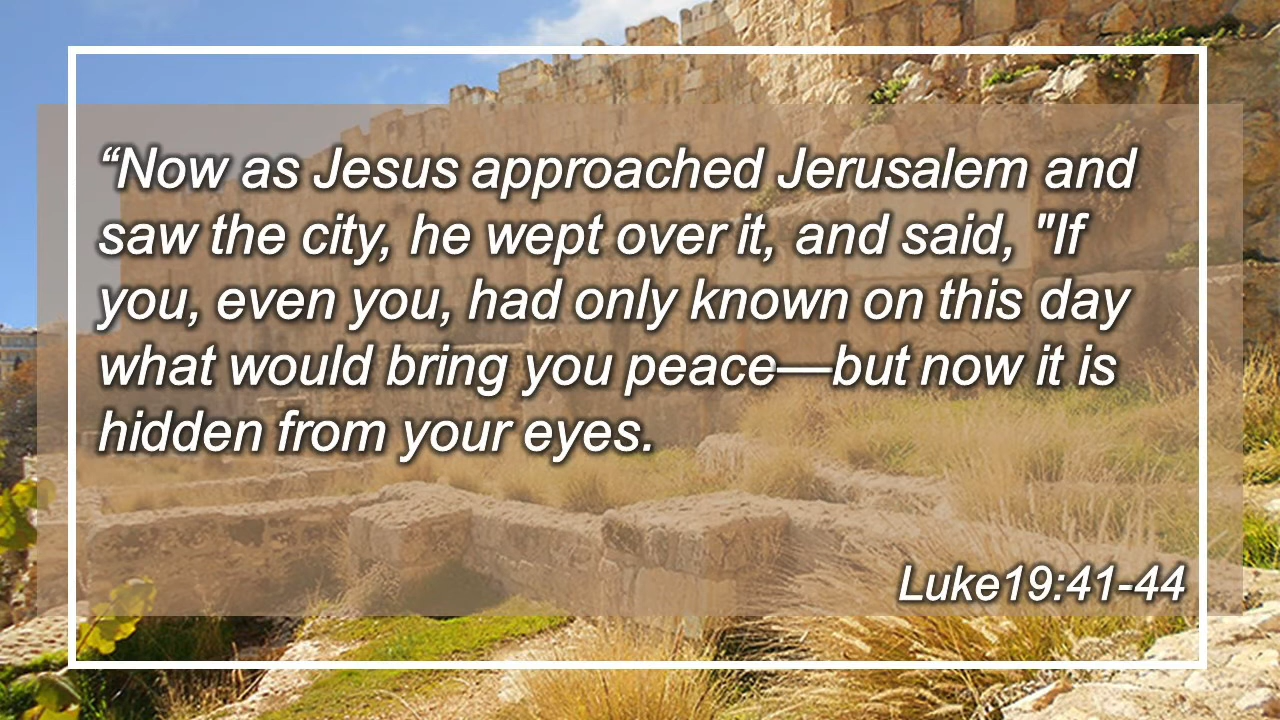 “Now as Jesus approached Jerusalem and
saw the city, he wept over it, and said, "If
you, even you, had only known on this day
what would bring you peace—but now it is
hidden from your eyes.
Luke19:41-44